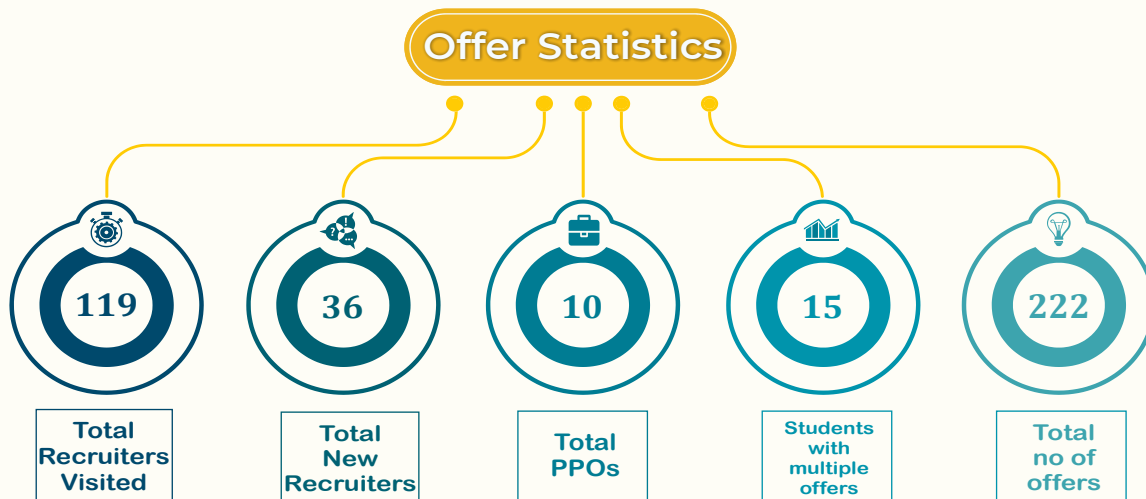 Offer Statistics
119
36
10
15
222
Total
Recruiters
Visited
Total
New
Recruiters
Total
PPOs
Students
with
multiple
offers
Total
no of
offers